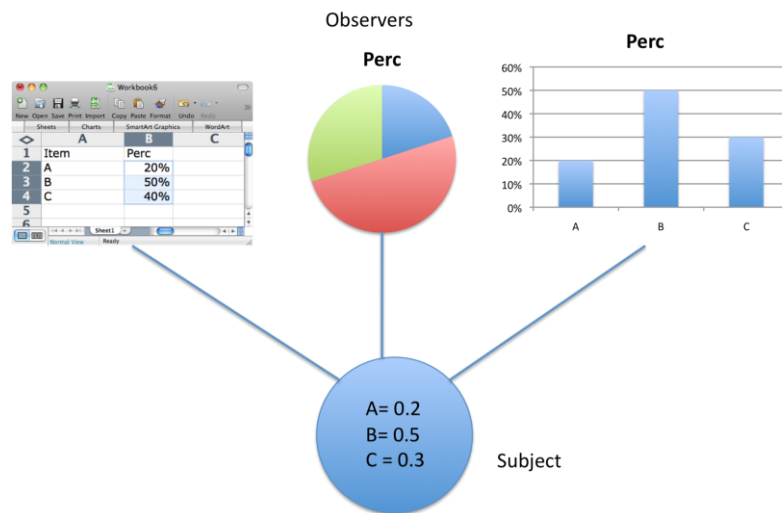 Observers
Workbook6
New Open Save Print Import Copy Paste Format Undo Redo
Sheets Charts SmartArt Graphics WordArt
A B C
1 Item Perc
2 A 20%
3 B 50%
4 C 40%
5
6
Sheet1
Normal View Ready
Perc
Perc
60%
50%
40%
30%
20%
10%
0%
A B C
A= 0.2
B= 0.5
C = 0.3
Subject